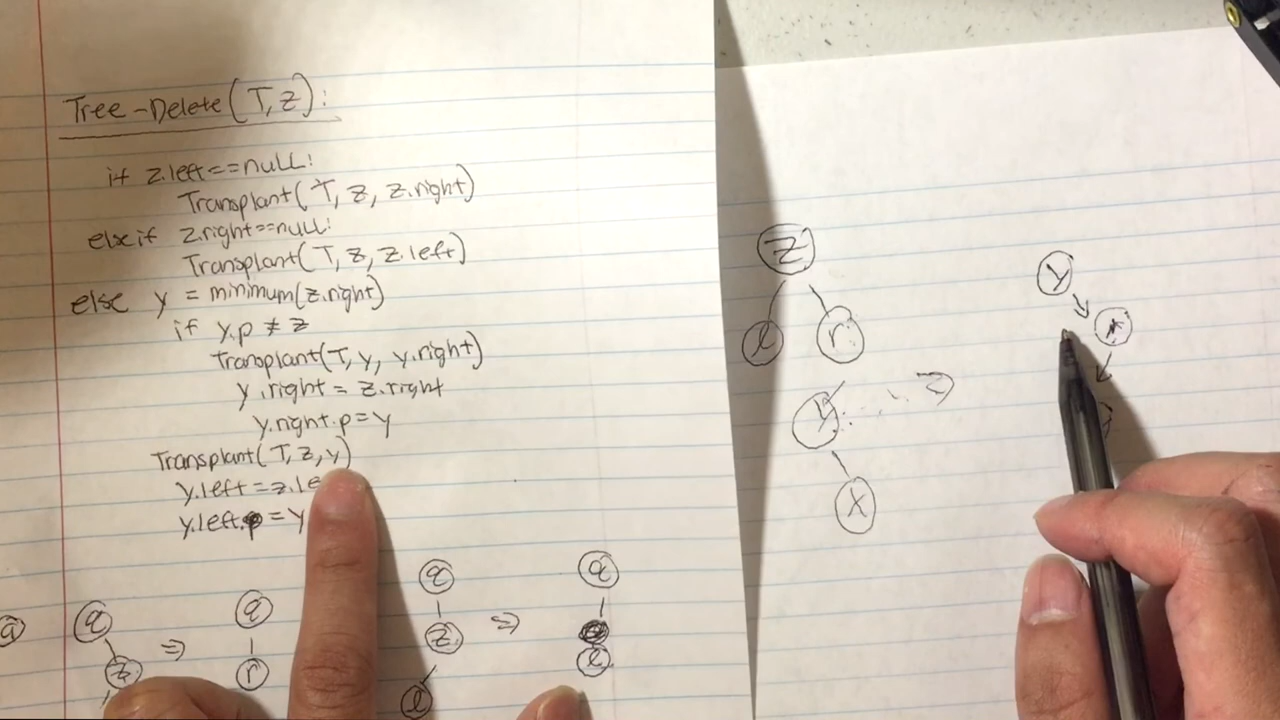 Tree-Delete(T,Z):
if z.left==null:
Transplant(T, Z, Z.right)
elseif z.right==null:
Transplant(T, Z, Z.left)
else y = minimum(z.right)
if y.p ≠ z
Transplant(T, y, y.right)
y.right = z.right
y.right.p=y
Transplant(T,Z,y)
y.left=z.le
y.left.p=y
q
z
⇒
q
r
q
z
l
⇒
q
l
z
l
r
y
x
⇒
y